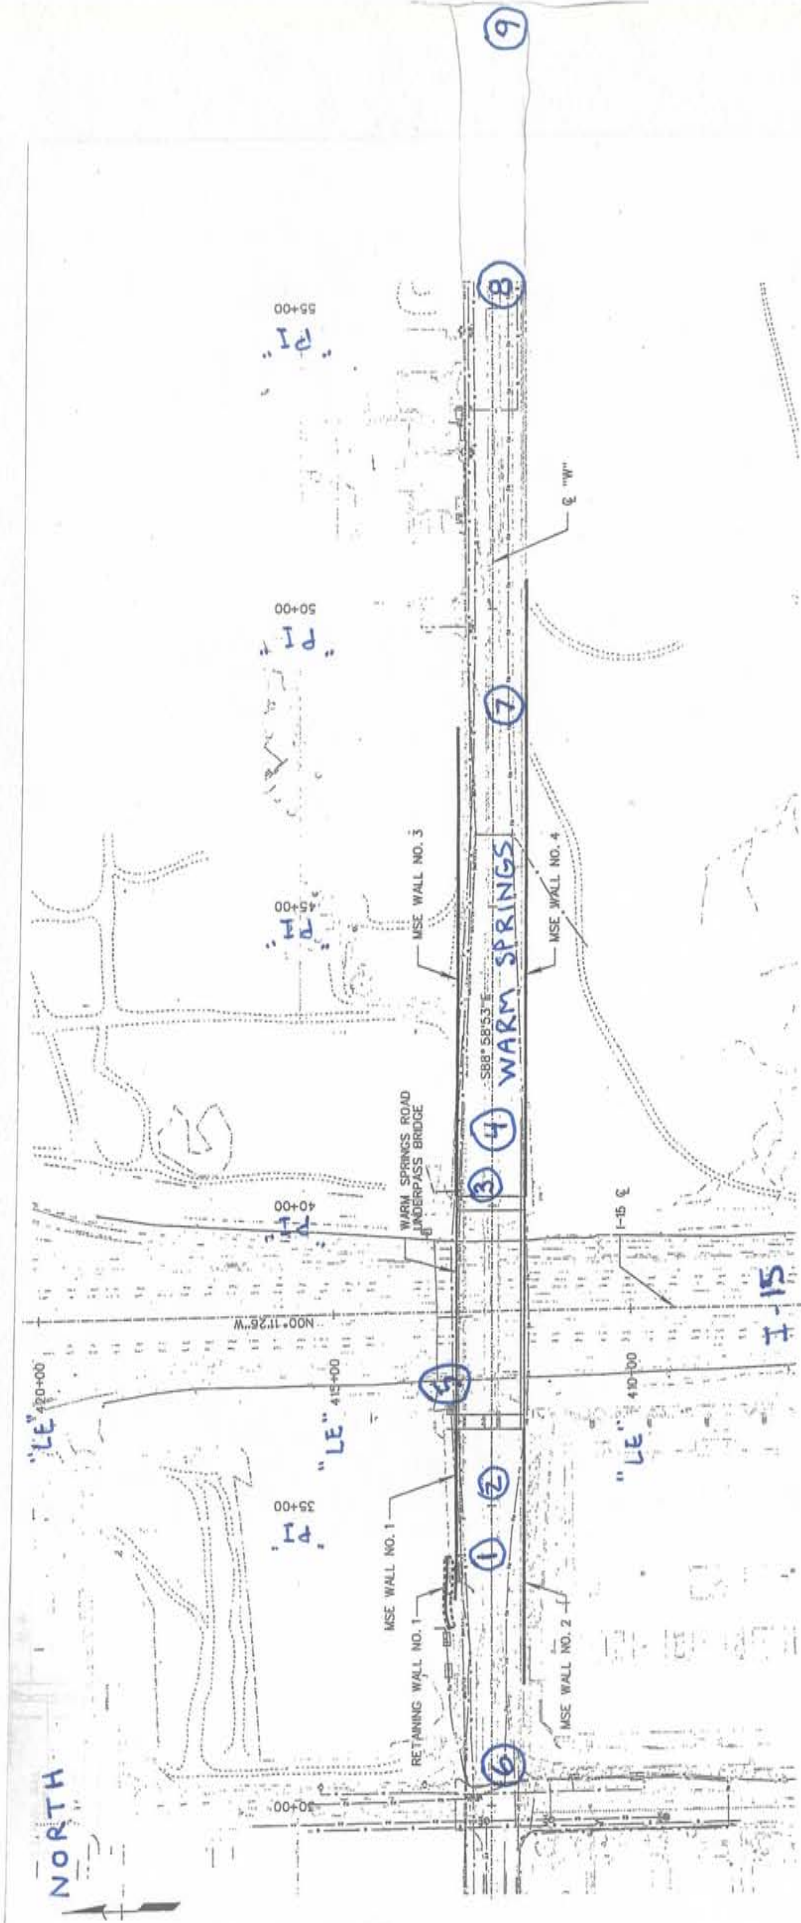 9
8
55+00
"PI"
50+00
"PI"
℄ "W"
7
MSE WALL NO. 3
45+00
"PI"
WARM SPRINGS
S88° 58'53"E
MSE WALL NO. 4
WARM SPRINGS ROAD
UNDERPASS BRIDGE
4
3
40+00
"PI"
I-15 ℄
I-15
N00° 11'26"W
420+00
"LE"
415+00
"LE"
410+00
"LE"
5
2
35+00
"PI"
1
MSE WALL NO. 1
RETAINING WALL NO. 1
MSE WALL NO. 2
6
30+00
NORTH